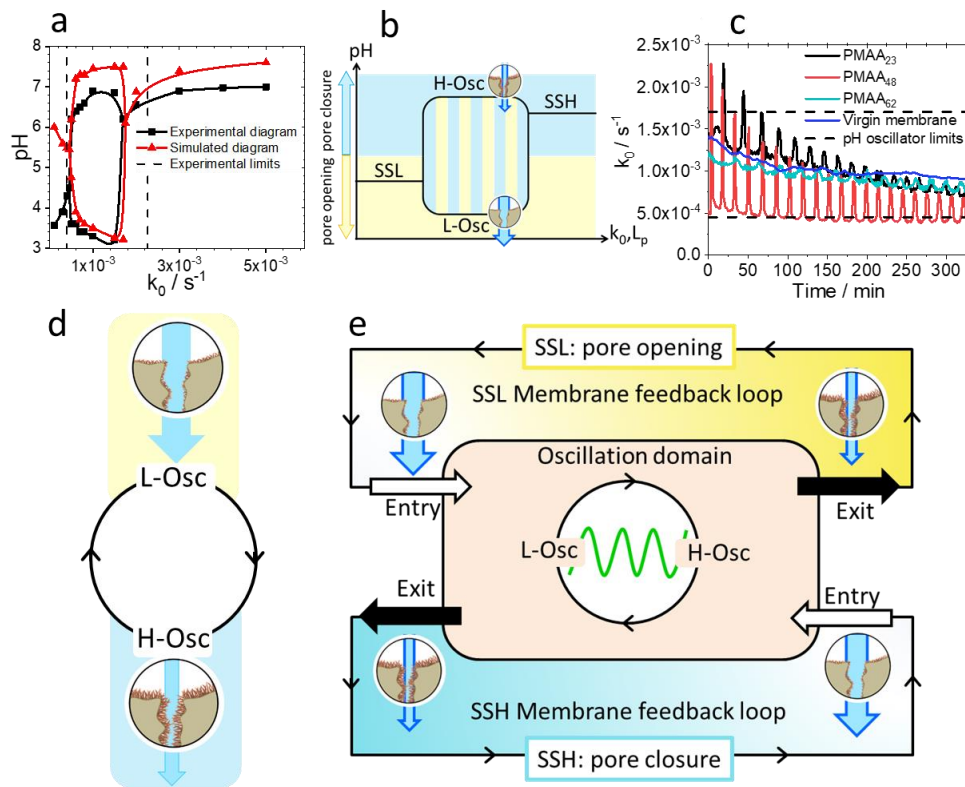 a
pH
8
7
6
5
4
3
Experimental diagram
Simulated diagram
Experimental limits
1x10⁻³
3x10⁻³
5x10⁻³
k₀ / s⁻¹
b
pH
pore opening pore closure
H-Osc
SSH
SSL
L-Osc
k₀,Lₚ
c
k₀ / s⁻¹
2.5x10⁻³
2.0x10⁻³
1.5x10⁻³
1.0x10⁻³
5.0x10⁻⁴
0.0
PMAA₂₃
PMAA₄₈
PMAA₆₂
Virgin membrane
pH oscillator limits
0 50 100 150 200 250 300
Time / min
d
L-Osc
H-Osc
e
SSL: pore opening
SSL Membrane feedback loop
Oscillation domain
Entry
Exit
L-Osc
H-Osc
Exit
Entry
SSH Membrane feedback loop
SSH: pore closure